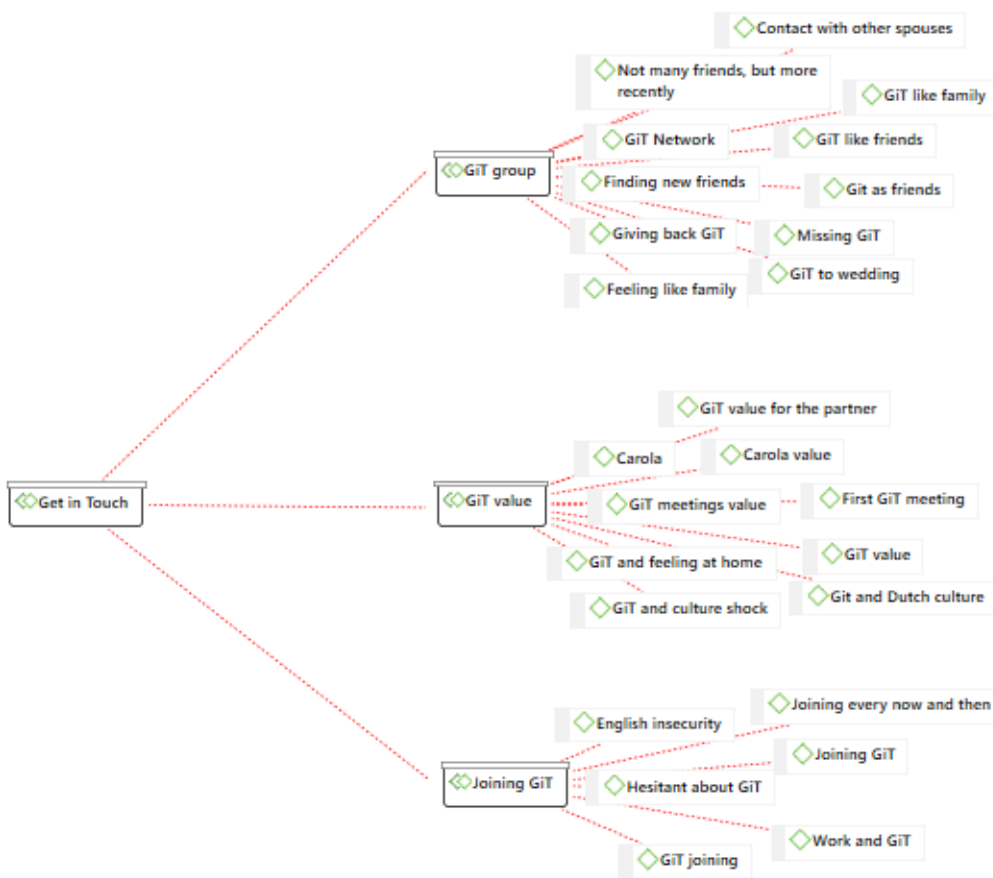 Contact with other spouses
Not many friends, but more
recently
GiT like family
GiT Network
GiT like friends
GiT group
Finding new friends
Git as friends
Giving back GiT
Missing GiT
GiT to wedding
Feeling like family
GiT value for the partner
Carola
Carola value
Get in Touch
GiT value
GiT meetings value
First GiT meeting
GiT value
GiT and feeling at home
Git and Dutch culture
GiT and culture shock
Joining every now and then
English insecurity
Joining GiT
Joining GiT
Hesitant about GiT
Work and GiT
GiT joining